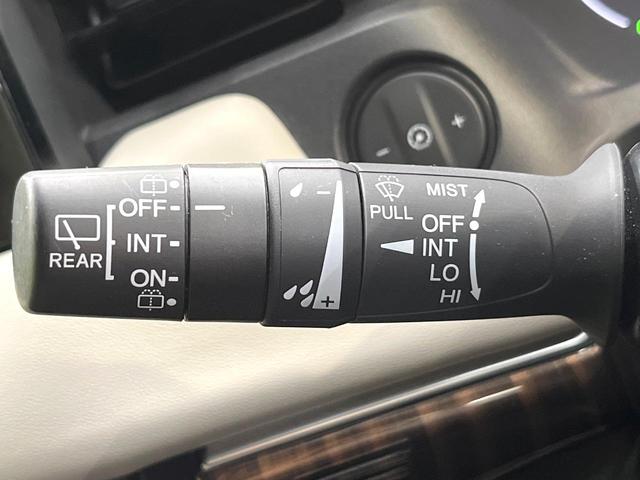 REAR
OFF
INT
ON
-
+
PULL
MIST
OFF
INT
LO
HI
-
+